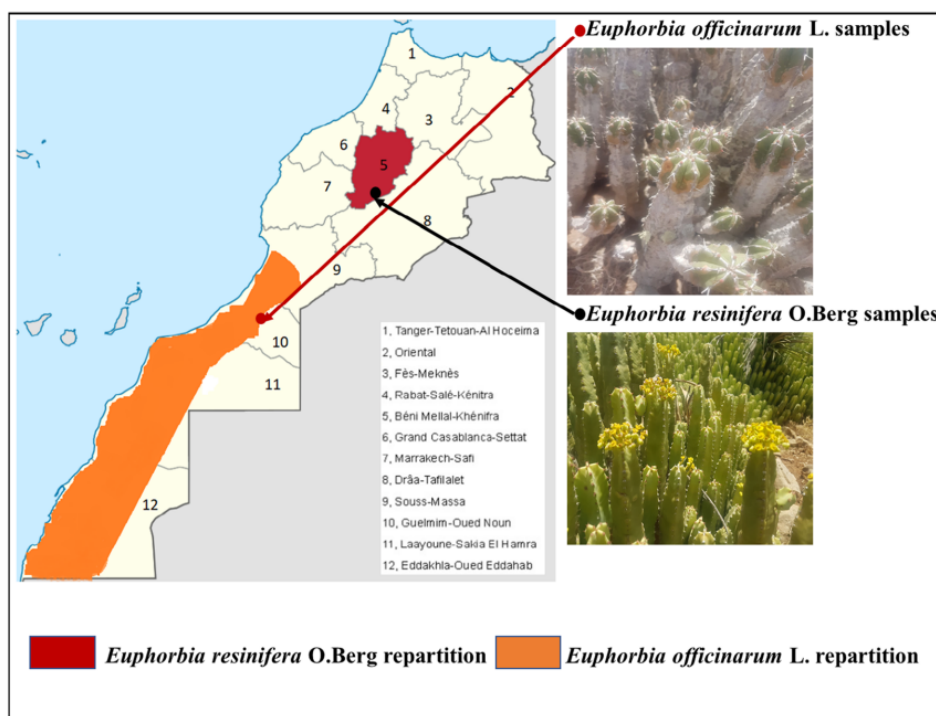 Euphorbia officinarum L. samples
1
2
3
4
5
6
7
8
9
10
11
12
Euphorbia resinifera O.Berg samples
1, Tanger-Tetouan-Al Hoceima
2, Oriental
3, Fès-Meknès
4, Rabat-Salé-Kénitra
5, Béni Mellal-Khénifra
6, Grand Casablanca-Settat
7, Marrakech-Safi
8, Drâa-Tafilalet
9, Souss-Massa
10, Guelmim-Oued Noun
11, Laayoune-Sakia El Hamra
12, Eddakhla-Oued Eddahab
Euphorbia resinifera O.Berg repartition
Euphorbia officinarum L. repartition